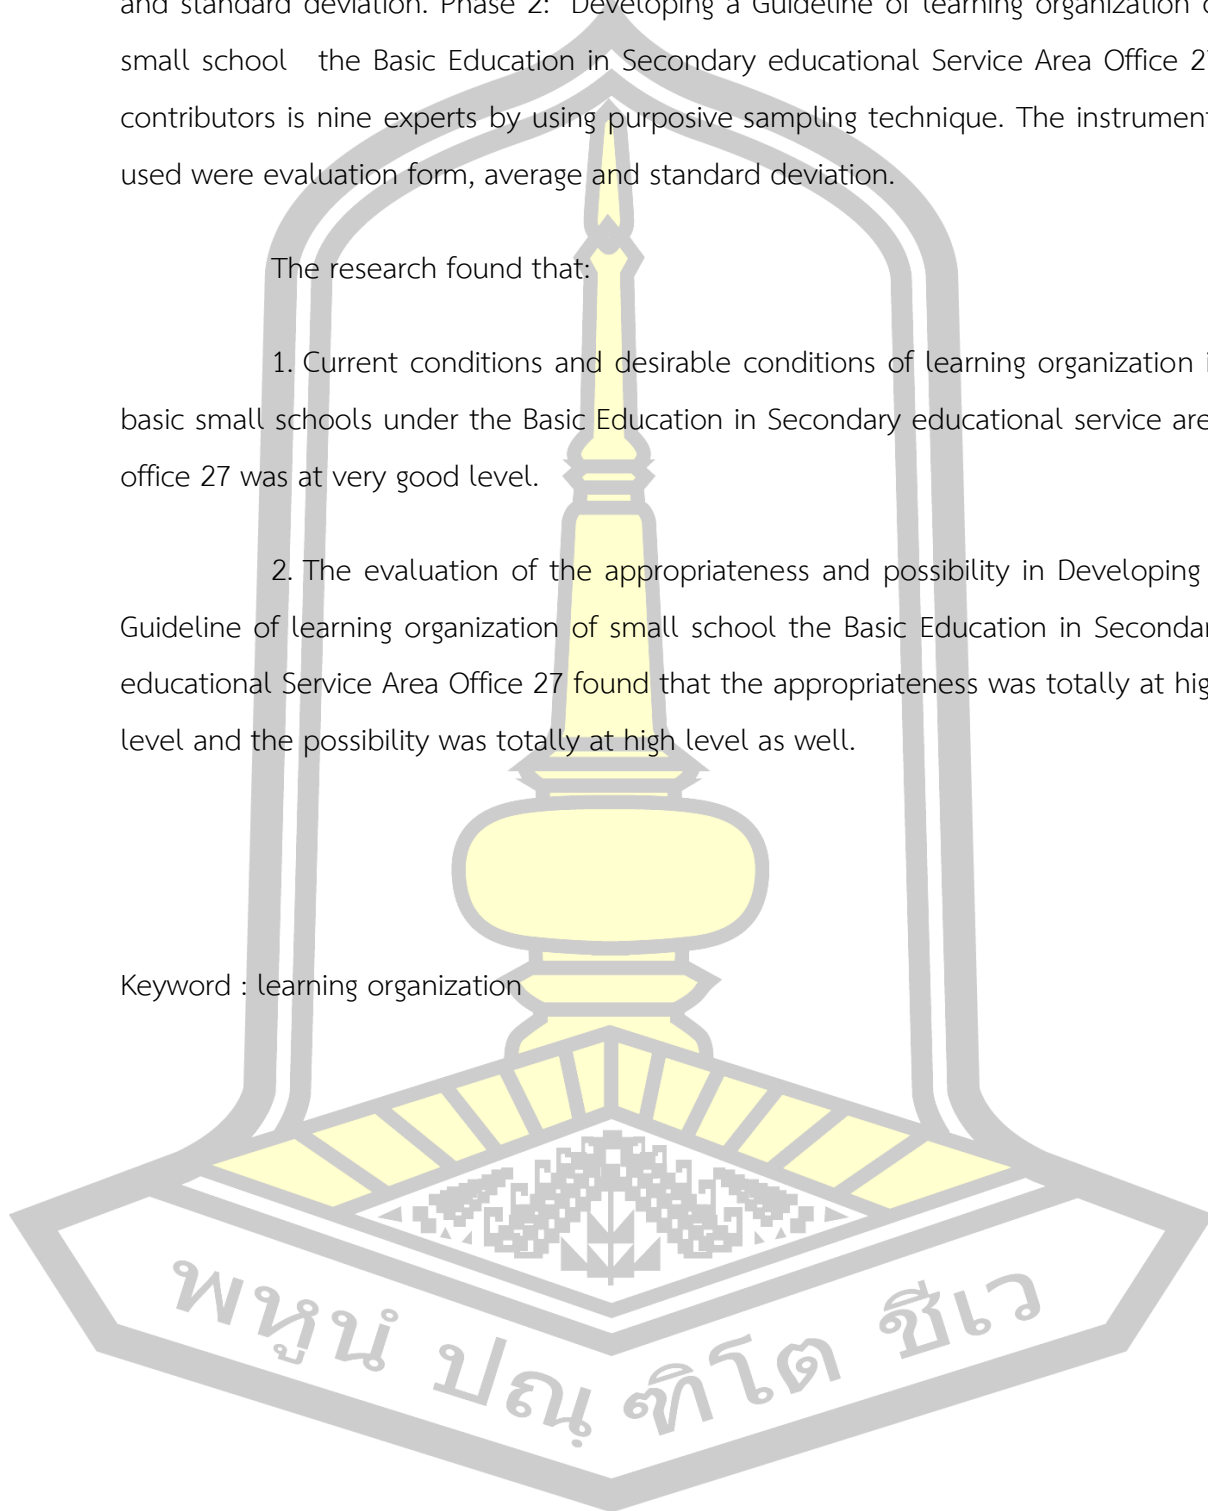 and standard deviation. Phase 2: Developing a Guideline of learning organization
small school the Basic Education in Secondary educational Service Area Office
contributors is nine experts by using purposive sampling technique. The instrument
used were evaluation form, average and standard deviation.
The research found that:
1. Current conditions and desirable conditions of learning organization
basic small schools under the Basic Education in Secondary educational service
office 27 was at very good level.
2. The evaluation of the appropriateness and possibility in Developing
Guideline of learning organization of small school the Basic Education in
educational Service Area Office 27 found that the appropriateness was totally at
level and the possibility was totally at high level as well.
Keyword : learning organization
พหูนํ ปณฺฑิโต ชีเว